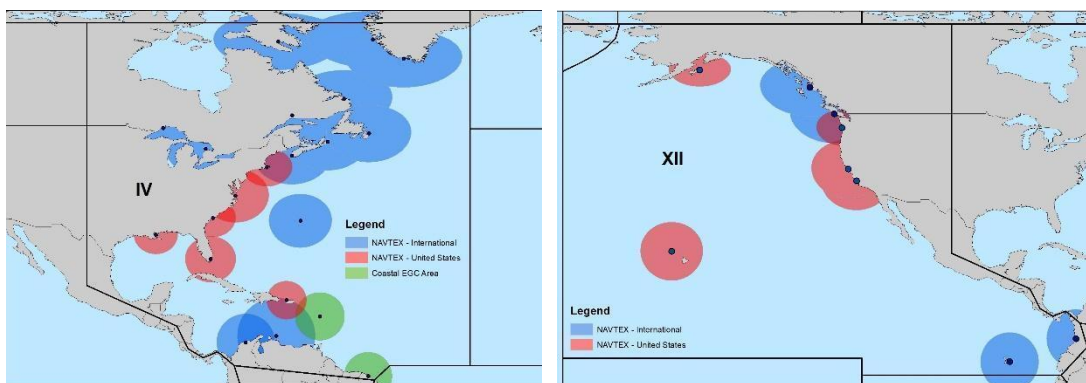 IV
Legend
NAVTEX - International
NAVTEX - United States
Coastal EGC Area
XII
Legend
NAVTEX - International
NAVTEX - United States